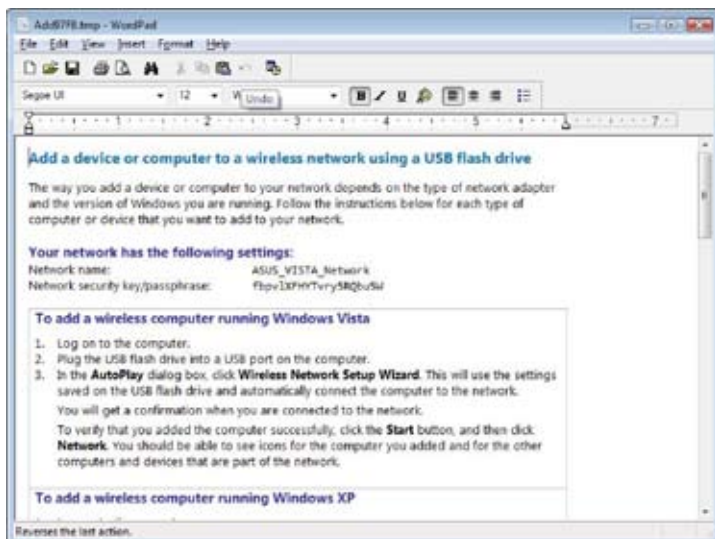 Add87F8.tmp - WordPad
File Edit View Insert Format Help
Segoe UI 12 W Undo B U
1 2 3 4 5 7
Add a device or computer to a wireless network using a USB flash drive
The way you add a device or computer to your network depends on the type of network adapter
and the version of Windows you are running. Follow the instructions below for each type of
computer or device that you want to add to your network.
Your network has the following settings:
Network name: ASUS_VISTA_Network
Network security key/passphrase:
To add a wireless computer running Windows Vista
1. Log on to the computer.
2. Plug the USB flash drive into a USB port on the computer.
3. In the AutoPlay dialog box, click Wireless Network Setup Wizard. This will use the settings
saved on the USB flash drive and automatically connect the computer to the network.
You will get a confirmation when you are connected to the network.
To verify that you added the computer successfully, click the Start button, and then click
Network. You should be able to see icons for the computer you added and for the other
computers and devices that are part of the network.
To add a wireless computer running Windows XP
Reverses the last action.